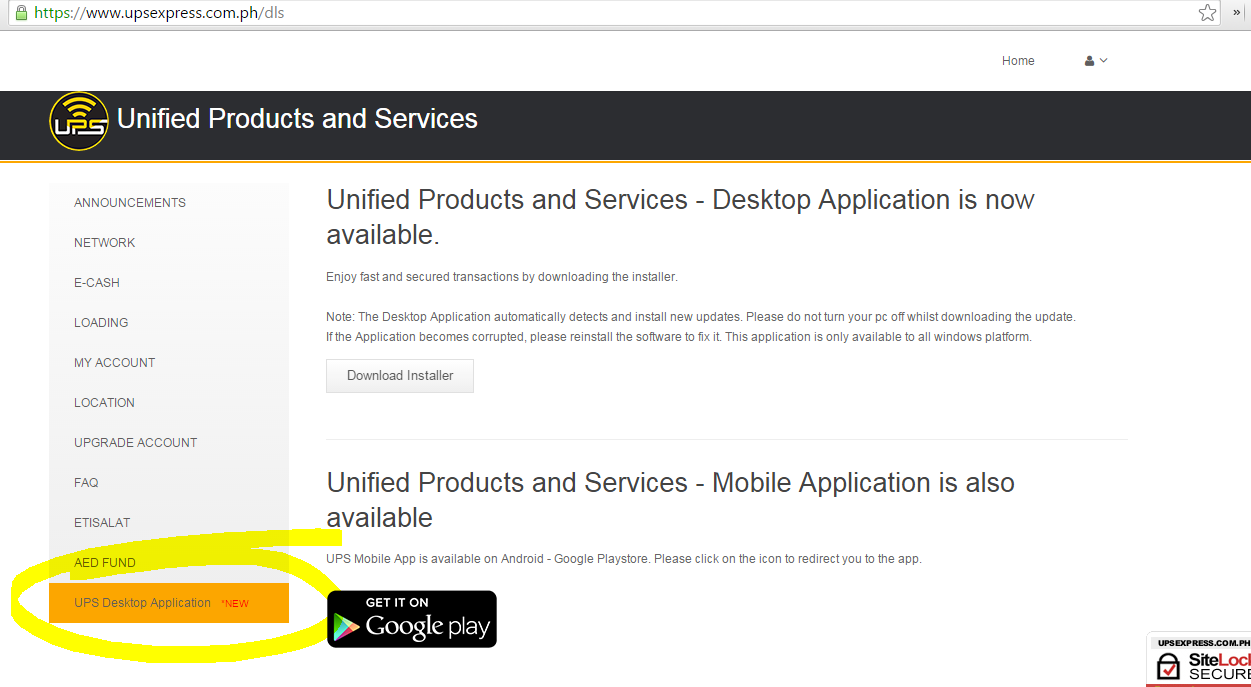 https://www.upsexpress.com.ph/dls
»
Home
UPS
Unified Products and Services
ANNOUNCEMENTS
NETWORK
E-CASH
LOADING
MY ACCOUNT
LOCATION
UPGRADE ACCOUNT
FAQ
ETISALAT
AED FUND
UPS Desktop Application *NEW
Unified Products and Services - Desktop Application is now
available.
Enjoy fast and secured transactions by downloading the installer.
Note: The Desktop Application automatically detects and install new updates. Please do not turn your pc off whilst downloading the update.
If the Application becomes corrupted, please reinstall the software to fix it. This application is only available to all windows platform.
Download Installer
Unified Products and Services - Mobile Application is also
available
UPS Mobile App is available on Android - Google Playstore. Please click on the icon to redirect you to the app.
GET IT ON
Google play
UPSEXPRESS.COM.PH
SiteLock
SECURE